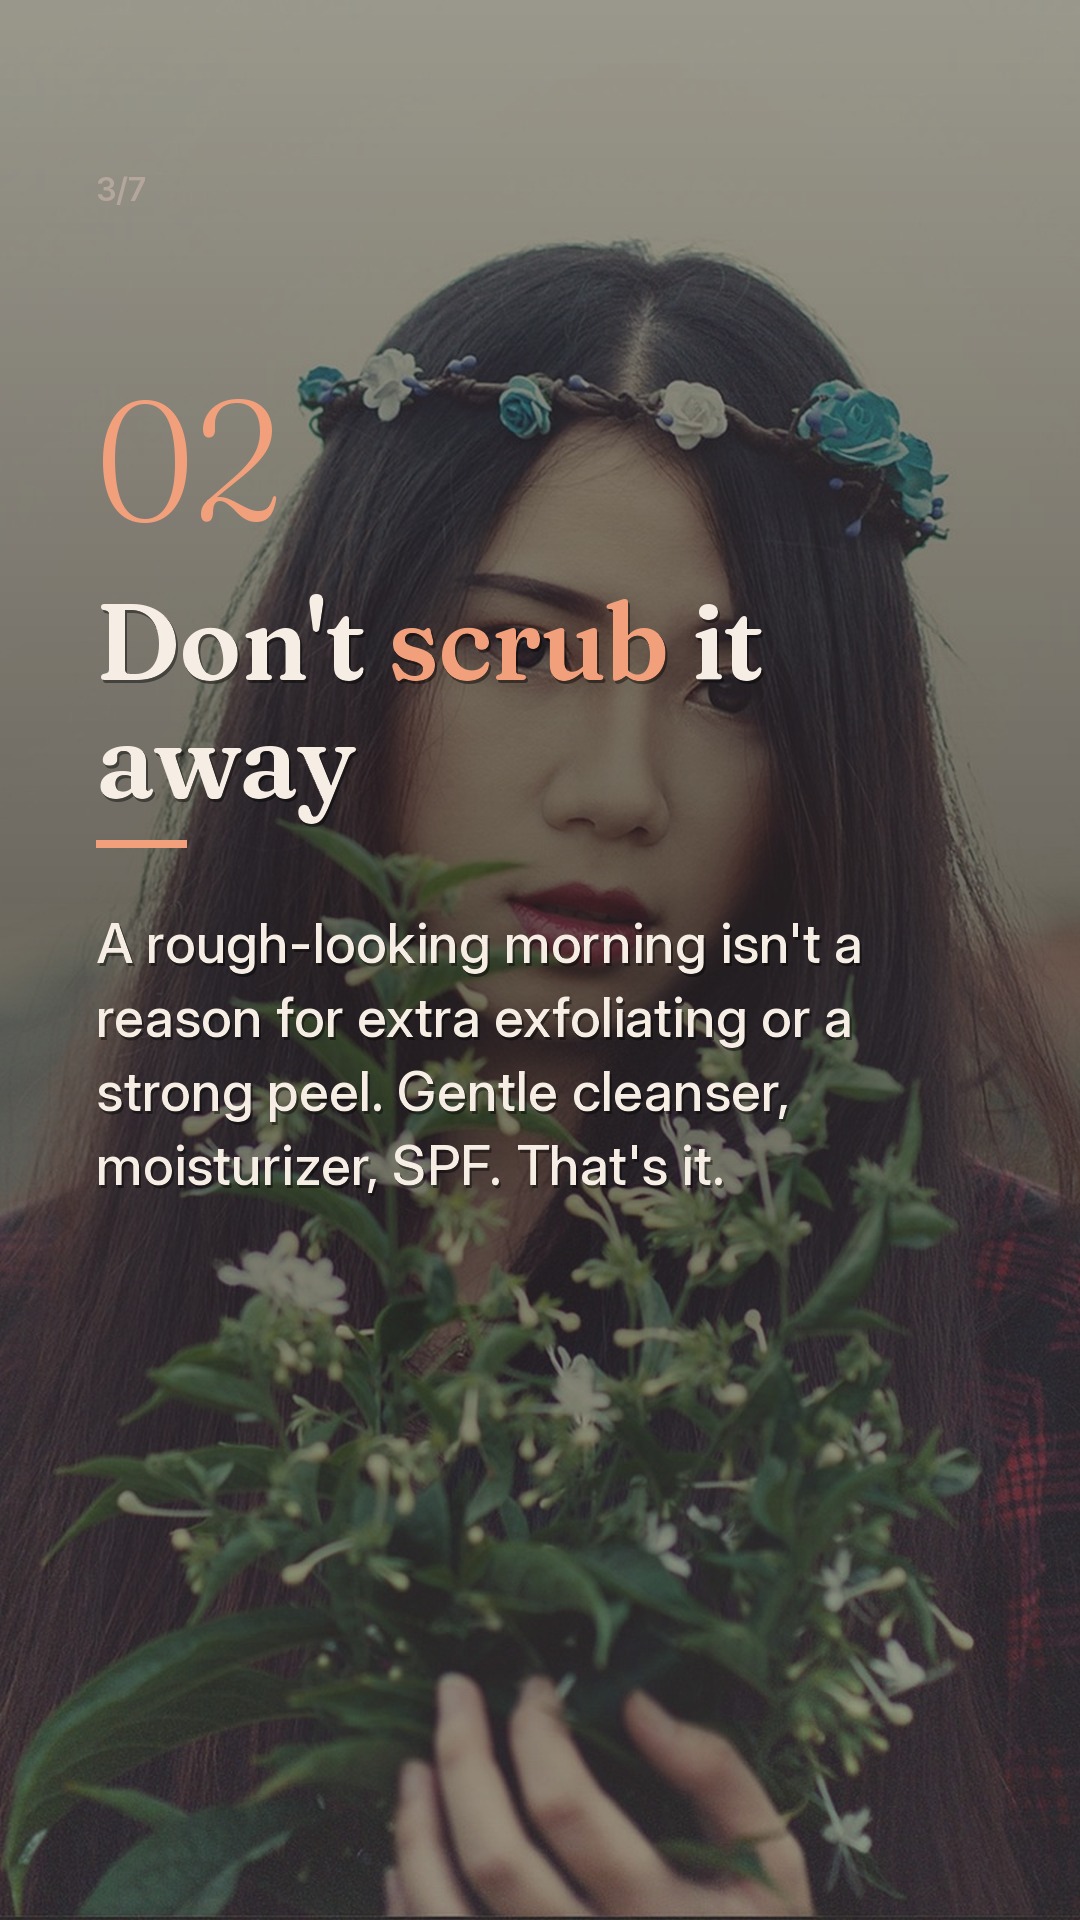 3/7
02
Don't scrub it
away
A rough-looking morning isn't a
reason for extra exfoliating or a
strong peel. Gentle cleanser,
moisturizer, SPF. That's it.